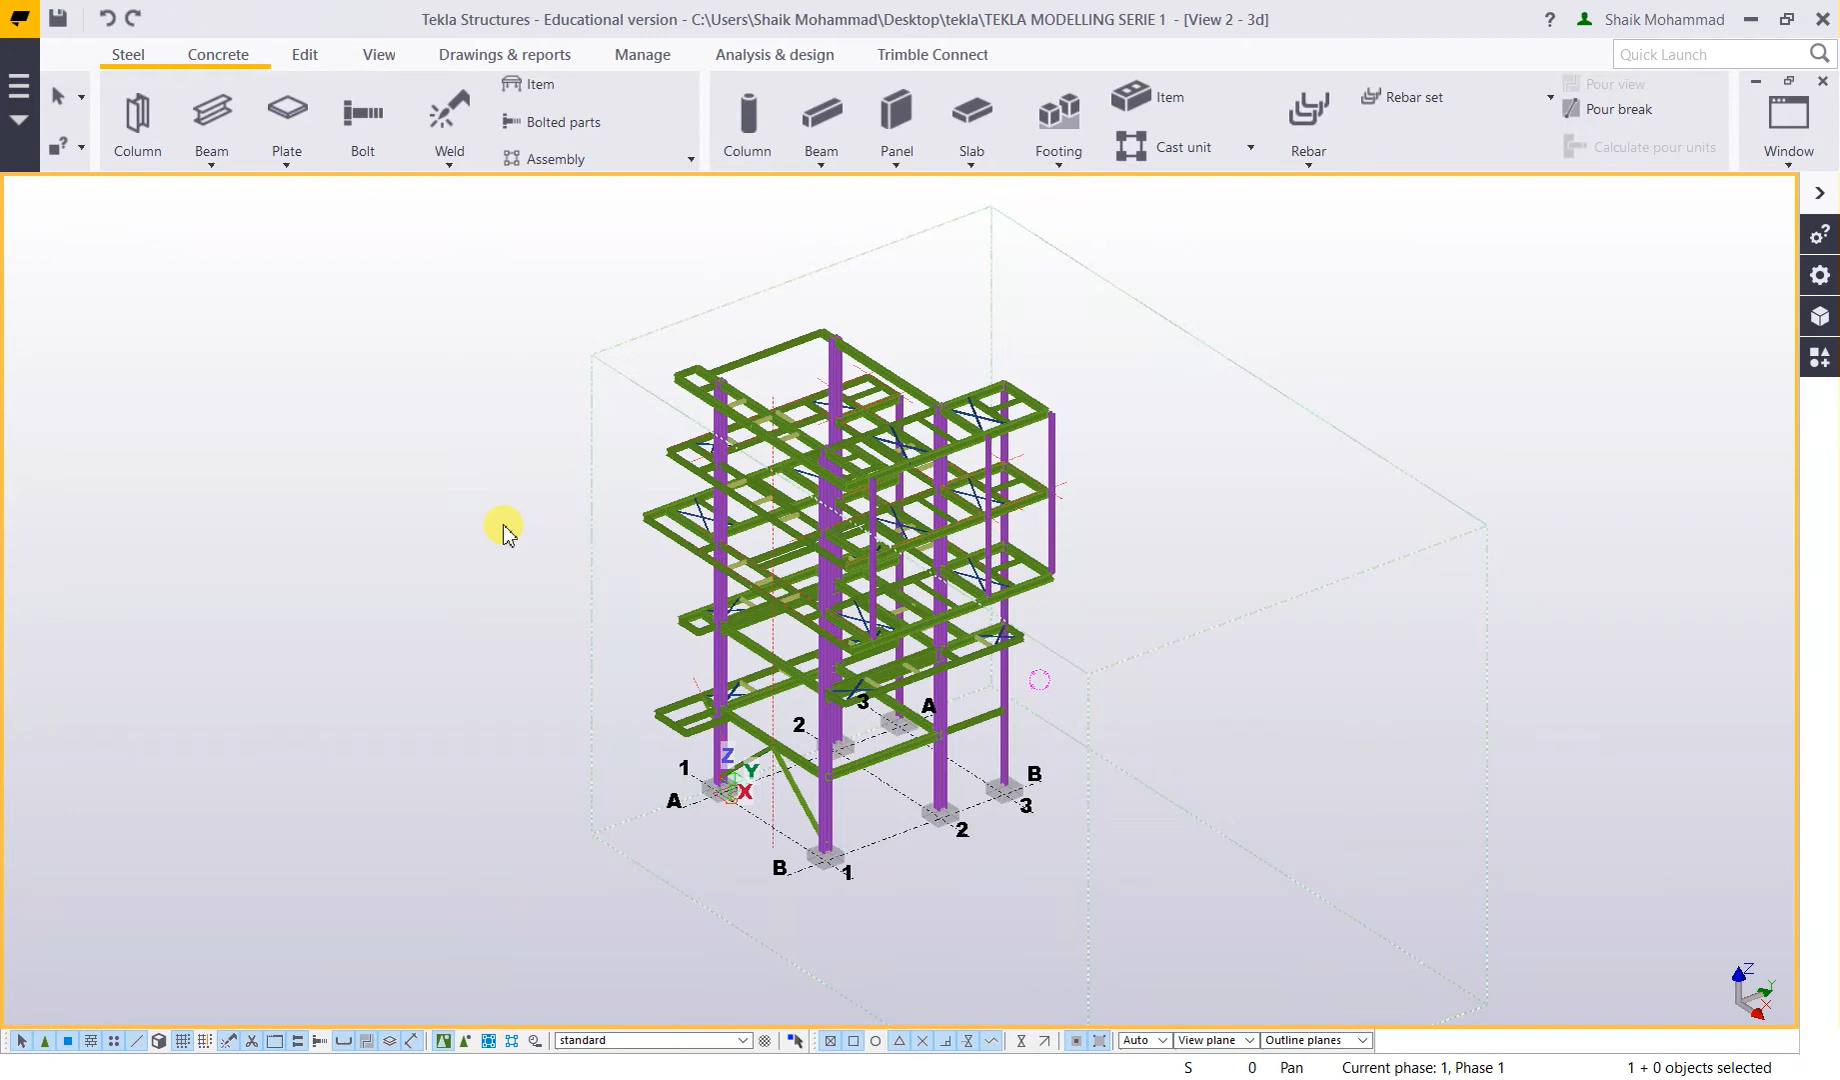 Tekla Structures - Educational version - C:\Users\Shaik Mohammad\Desktop\tekla\TEKLA MODELLING SERIE 1 - [View 2 - 3d]
? Shaik Mohammad
Steel Concrete Edit View Drawings & reports Manage Analysis & design Trimble Connect
Quick Launch
Item
Bolted parts
Assembly
Column Beam Plate Bolt Weld
Column Beam Panel Slab Footing
Item
Cast unit
Rebar
Rebar set
Pour view
Pour break
Calculate pour units
Window
3 A
2
Z
1 Y
A X
B
3
2
B 1
Z
Y
X
standard
Auto View plane Outline planes
S 0 Pan Current phase: 1, Phase 1 1 + 0 objects selected